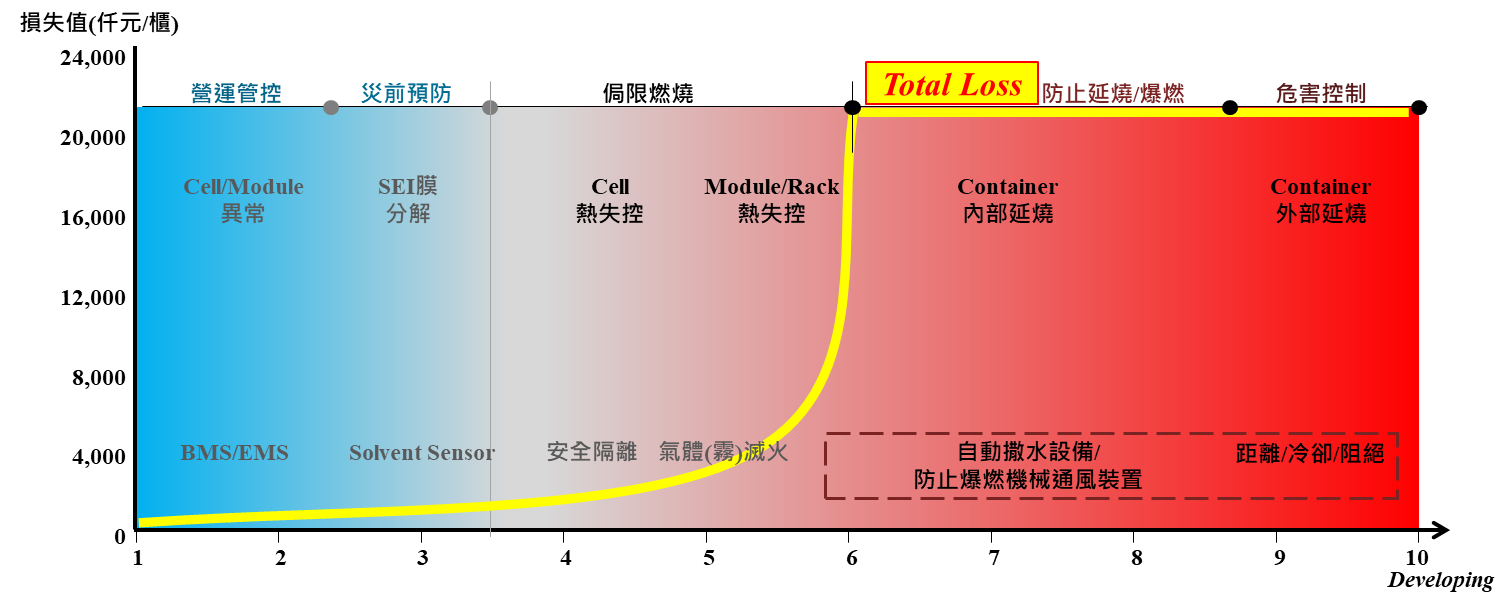 損失值(仟元/櫃)
24,000
20,000
16,000
12,000
8,000
4,000
0
營運管控
災前預防
侷限燃燒
Total Loss
防止延燒/爆燃
危害控制
Cell/Module
異常
SEI膜
分解
Cell
熱失控
Module/Rack
熱失控
Container
內部延燒
Container
外部延燒
BMS/EMS
Solvent Sensor
安全隔離
氣體(霧)滅火
自動撒水設備/
防止爆燃機械通風裝置
距離/冷卻/阻絕
1
2
3
4
5
6
7
8
9
10
Developing